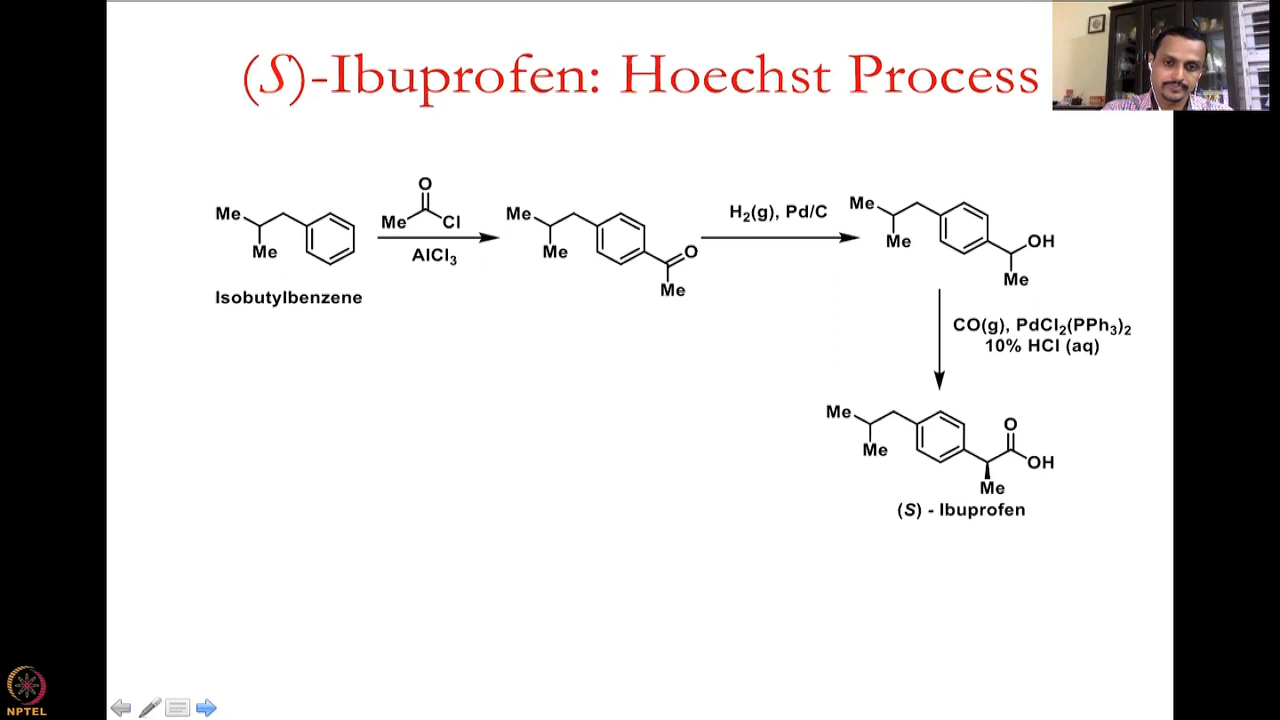 (S)-Ibuprofen: Hoechst Process
O
Me
Cl
AlCl₃
Me
Me
Isobutylbenzene
Me
Me
O
Me
H₂(g), Pd/C
Me
Me
OH
Me
CO(g), PdCl₂(PPh₃)₂
10% HCl (aq)
Me
Me
O
OH
Me
(S) - Ibuprofen
NPTEL